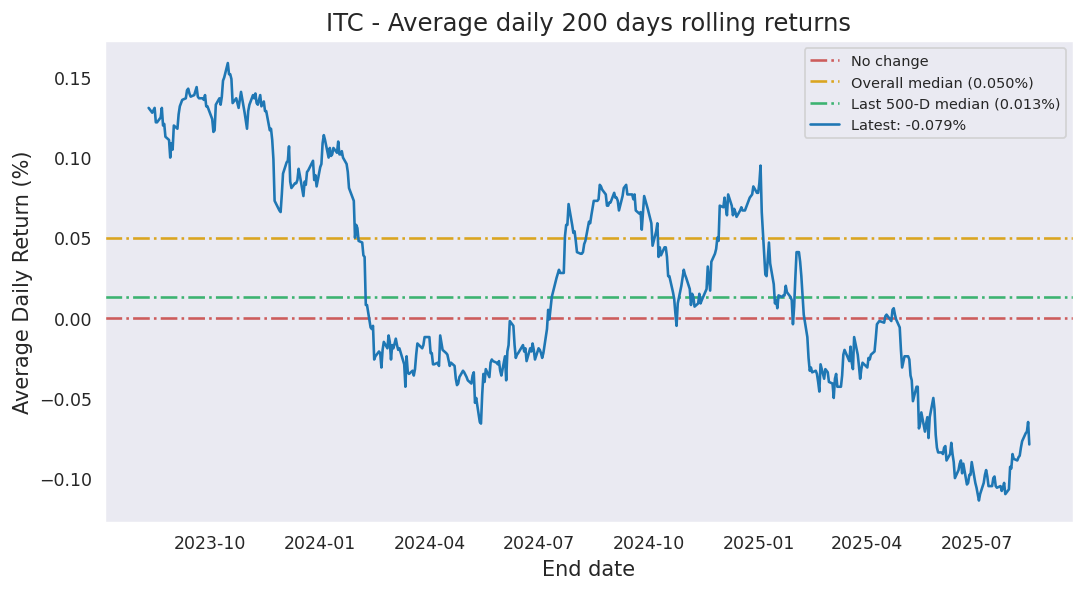 ITC - Average daily 200 days rolling returns
No change
Overall median (0.050%)
Last 500-D median (0.013%)
Latest: -0.079%
Average Daily Return (%)
0.15
0.10
0.05
0.00
−0.05
−0.10
2023-10 2024-01 2024-04 2024-07 2024-10 2025-01 2025-04 2025-07
End date